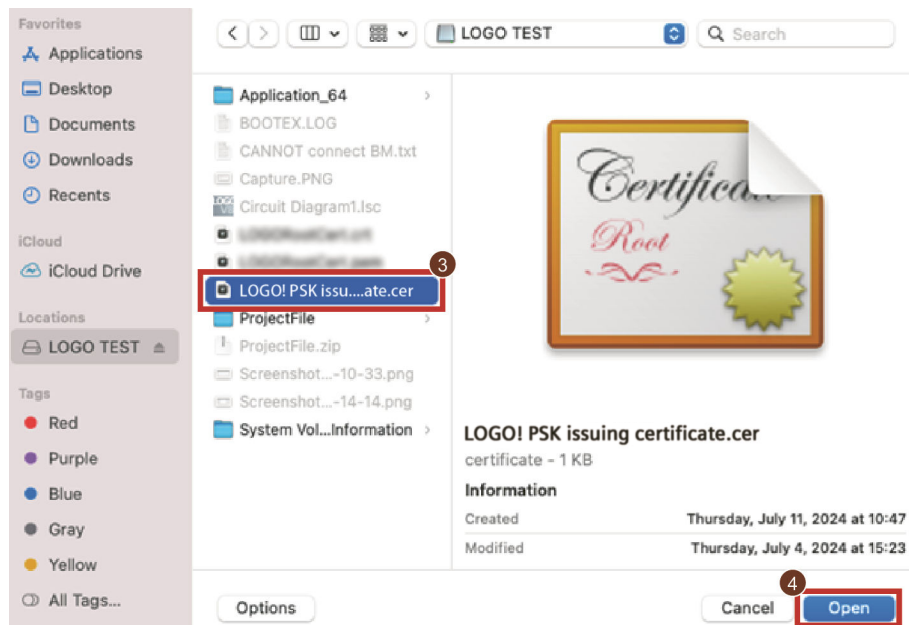 Favorites
Applications
Desktop
Documents
Downloads
Recents
iCloud
iCloud Drive
Locations
LOGO TEST
Tags
Red
Purple
Blue
Gray
Yellow
All Tags...
LOGO TEST
Search
Application_64
BOOTEX.LOG
CANNOT connect BM.txt
Capture.PNG
Circuit Diagram1.lsc
3
LOGO! PSK issu....ate.cer
ProjectFile
ProjectFile.zip
Screenshot...-10-33.png
Screenshot...-14-14.png
System Vol...Information
Root
LOGO! PSK issuing certificate.cer
certificate - 1 KB
Information
Created Thursday, July 11, 2024 at 10:47
Modified Thursday, July 4, 2024 at 15:23
4
Options
Cancel
Open